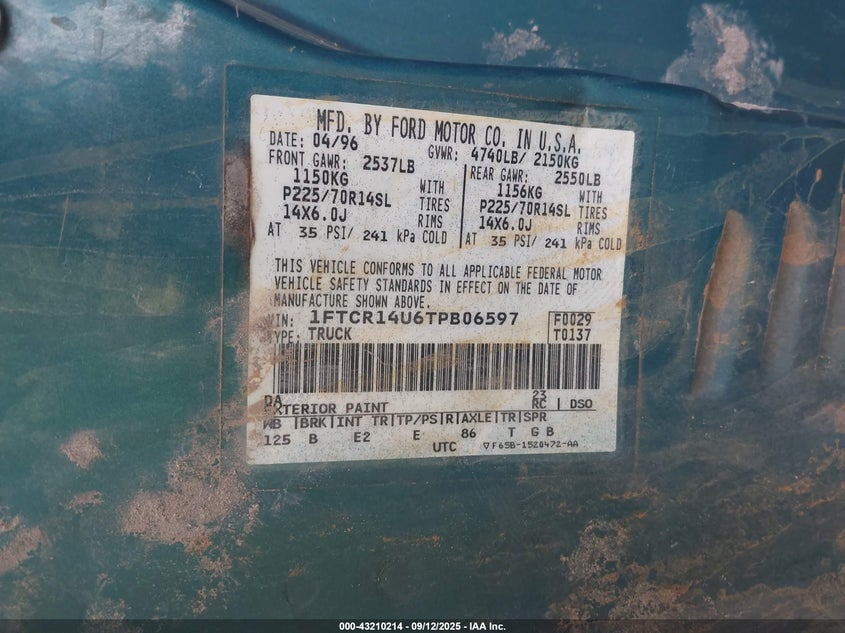 MFD. BY FORD MOTOR CO. IN U.S.A.
DATE: 04/96 GVWR: 4740LB/ 2150KG
FRONT GAWR: 2537LB REAR GAWR: 2550LB
1150KG WITH 1156KG WITH
P225/70R14SL TIRES P225/70R14SL TIRES
14X6.0J RIMS 14X6.0J RIMS
AT 35 PSI/ 241 kPa COLD AT 35 PSI/ 241 kPa COLD
THIS VEHICLE CONFORMS TO ALL APPLICABLE FEDERAL MOTOR
VEHICLE SAFETY STANDARDS IN EFFECT ON THE DATE OF
MANUFACTURE SHOWN ABOVE.
VIN: 1FTCR14U6TPB06597 F0029
TYPE: TRUCK T0137
DA 23
EXTERIOR PAINT RC DSO
WB BRK INT TR TP/PS R AXLE TR SPR
125 B E2 E 86 T G B
UTC F65B-1520472-AA
000-43210214 - 09/12/2025 - IAA Inc.